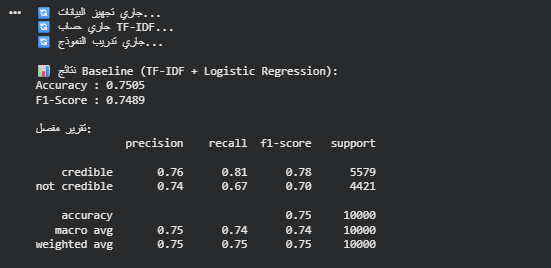 ... جاري تجهيز البيانات...
جاري حساب TF-IDF...
جاري تدريب النموذج...
نتائج Baseline (TF-IDF + Logistic Regression):
Accuracy : 0.7505
F1-Score : 0.7489
تقرير مفصل:
precision recall f1-score support
credible 0.76 0.81 0.78 5579
not credible 0.74 0.67 0.70 4421
accuracy 0.75 10000
macro avg 0.75 0.74 0.74 10000
weighted avg 0.75 0.75 0.75 10000